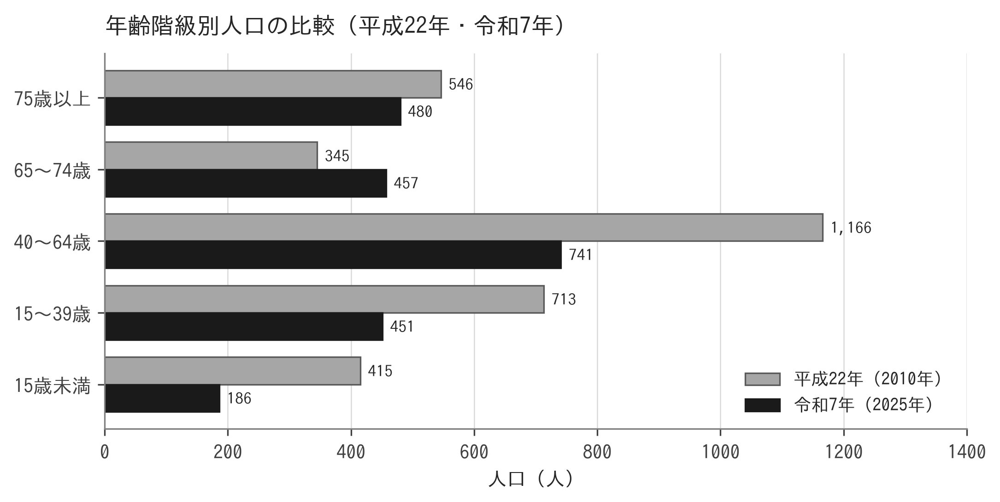 年齢階級別人口の比較（平成22年・令和7年）
75歳以上
546
480
65～74歳
345
457
40～64歳
1,166
741
15～39歳
713
451
15歳未満
415
186
平成22年（2010年）
令和7年（2025年）
0 200 400 600 800 1000 1200 1400
人口（人）